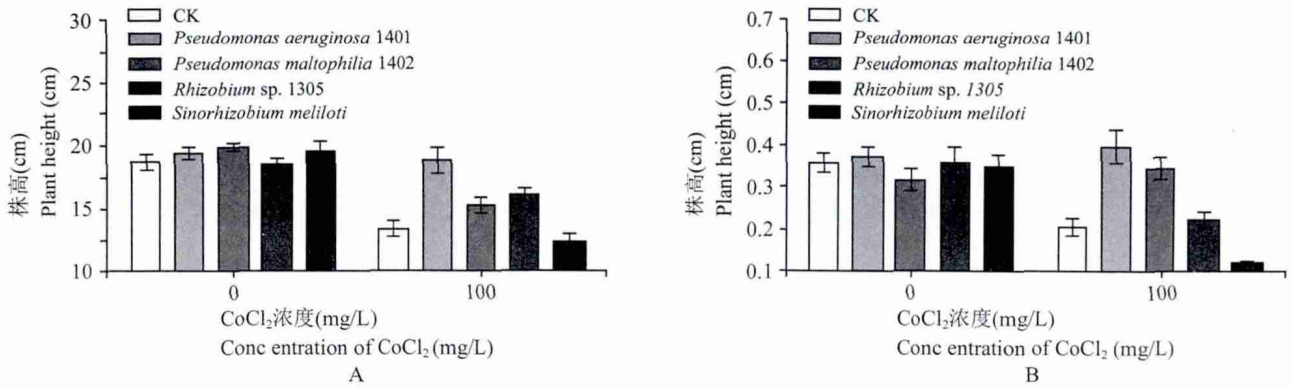 30
25
20
15
10
株高(cm)
Plant height (cm)
CK
Pseudomonas aeruginosa 1401
Pseudomonas maltophilia 1402
Rhizobium sp. 1305
Sinorhizobium meliloti
0
100
CoCl₂浓度(mg/L)
Conc entration of CoCl₂ (mg/L)
A
0.7
0.6
0.5
0.4
0.3
0.2
0.1
株高(cm)
Plant height (cm)
CK
Pseudomonas aeruginosa 1401
Pseudomonas maltophilia 1402
Rhizobium sp. 1305
Sinorhizobium meliloti
0
100
CoCl₂浓度(mg/L)
Conc entration of CoCl₂ (mg/L)
B